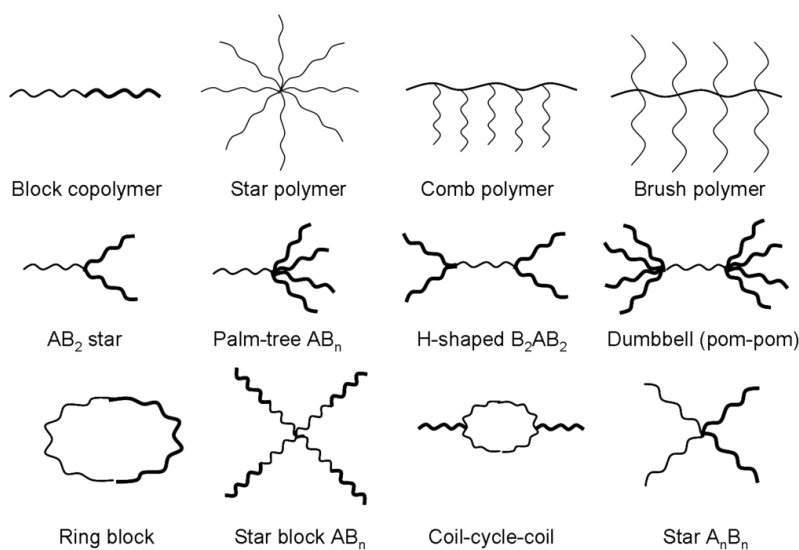 Block copolymer
Star polymer
Comb polymer
Brush polymer
AB₂ star
Palm-tree ABₙ
H-shaped B₂AB₂
Dumbbell (pom-pom)
Ring block
Star block ABₙ
Coil-cycle-coil
Star AₙBₙ